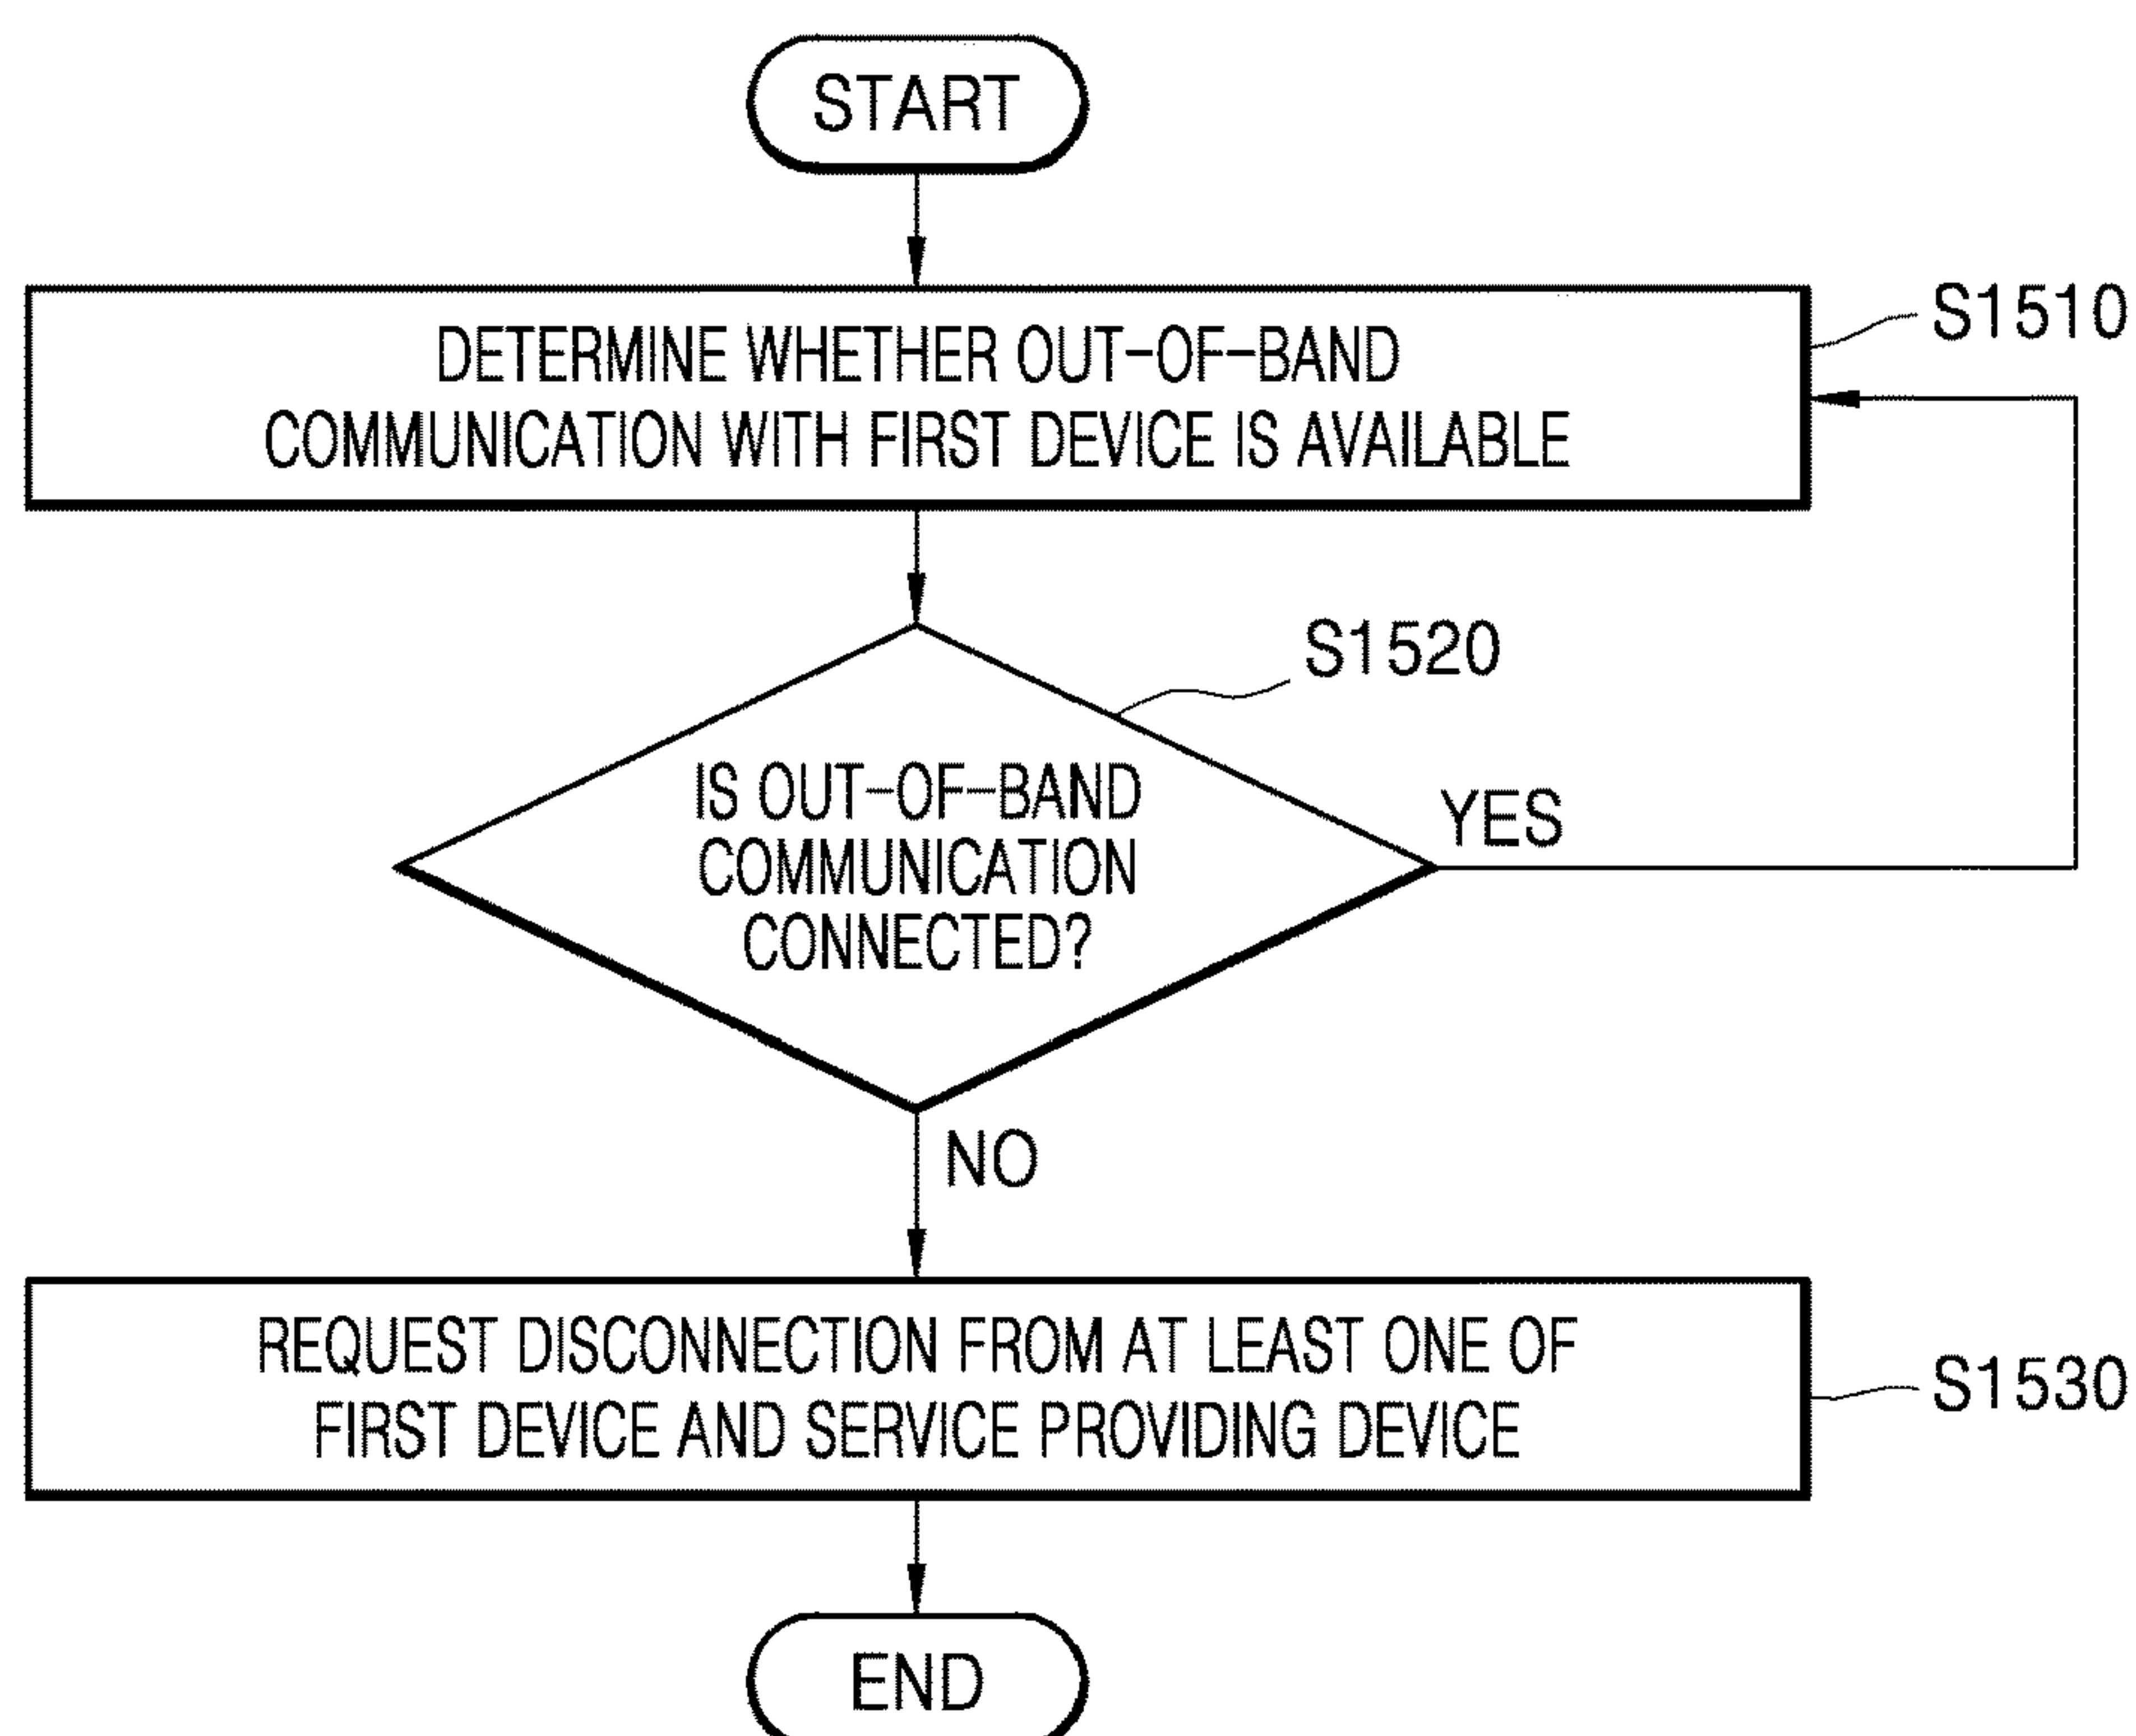 START
DETERMINE WHETHER OUT-OF-BAND
COMMUNICATION WITH FIRST DEVICE IS AVAILABLE
S1510
S1520
IS OUT-OF-BAND
COMMUNICATION
CONNECTED?
YES
NO
REQUEST DISCONNECTION FROM AT LEAST ONE OF
FIRST DEVICE AND SERVICE PROVIDING DEVICE
S1530
END